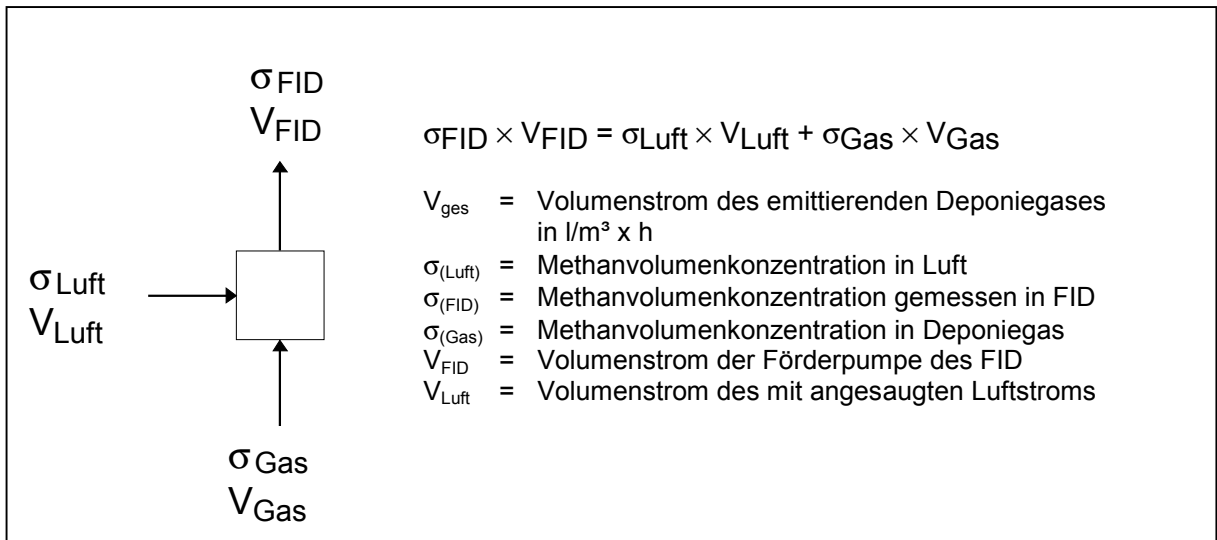 σFID
VFID
σFID × VFID = σLuft × VLuft + σGas × VGas
Vges = Volumenstrom des emittierenden Deponiegases
in l/m³ x h
σ(Luft) = Methanvolumenkonzentration in Luft
σ(FID) = Methanvolumenkonzentration gemessen in FID
σ(Gas) = Methanvolumenkonzentration in Deponiegas
VFID = Volumenstrom der Förderpumpe des FID
VLuft = Volumenstrom des mit angesaugten Luftstroms
σLuft
VLuft
σGas
VGas